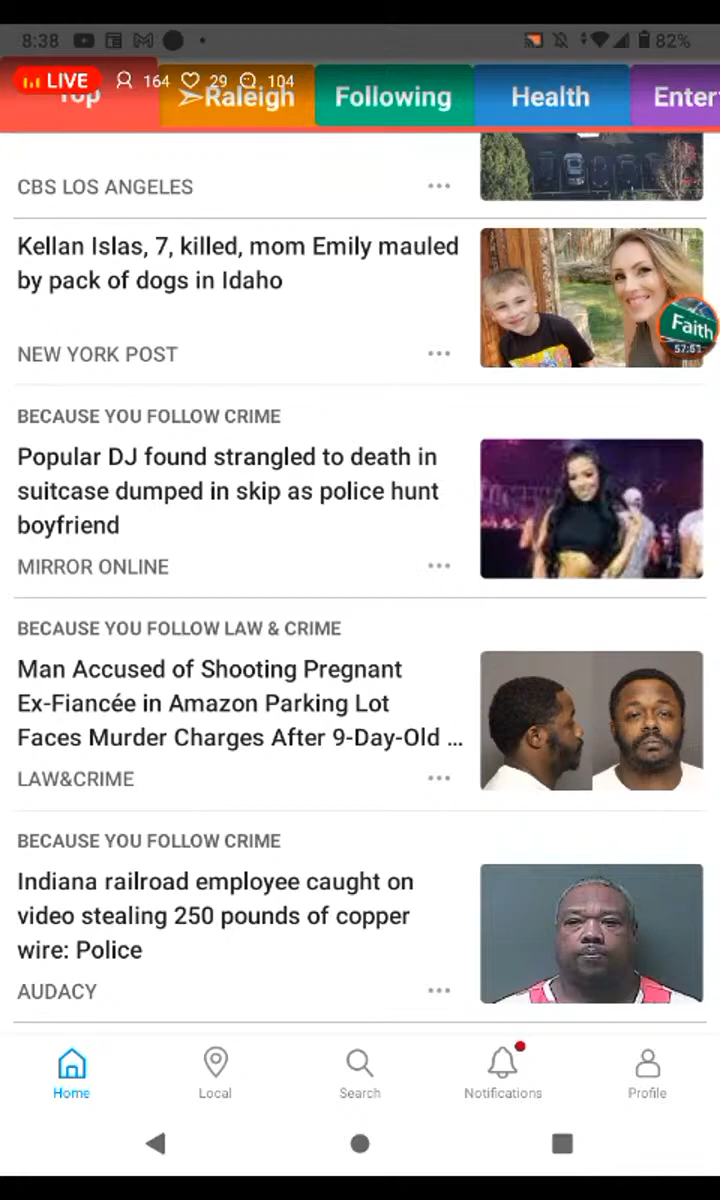 8:38
82%
LIVE 164 29 104
Top Raleigh Following Health Enter
CBS LOS ANGELES
Kellan Islas, 7, killed, mom Emily mauled
by pack of dogs in Idaho
Faith
57:51
NEW YORK POST
BECAUSE YOU FOLLOW CRIME
Popular DJ found strangled to death in
suitcase dumped in skip as police hunt
boyfriend
MIRROR ONLINE
BECAUSE YOU FOLLOW LAW & CRIME
Man Accused of Shooting Pregnant
Ex-Fiancée in Amazon Parking Lot
Faces Murder Charges After 9-Day-Old ...
LAW&CRIME
BECAUSE YOU FOLLOW CRIME
Indiana railroad employee caught on
video stealing 250 pounds of copper
wire: Police
AUDACY
Home Local Search Notifications Profile